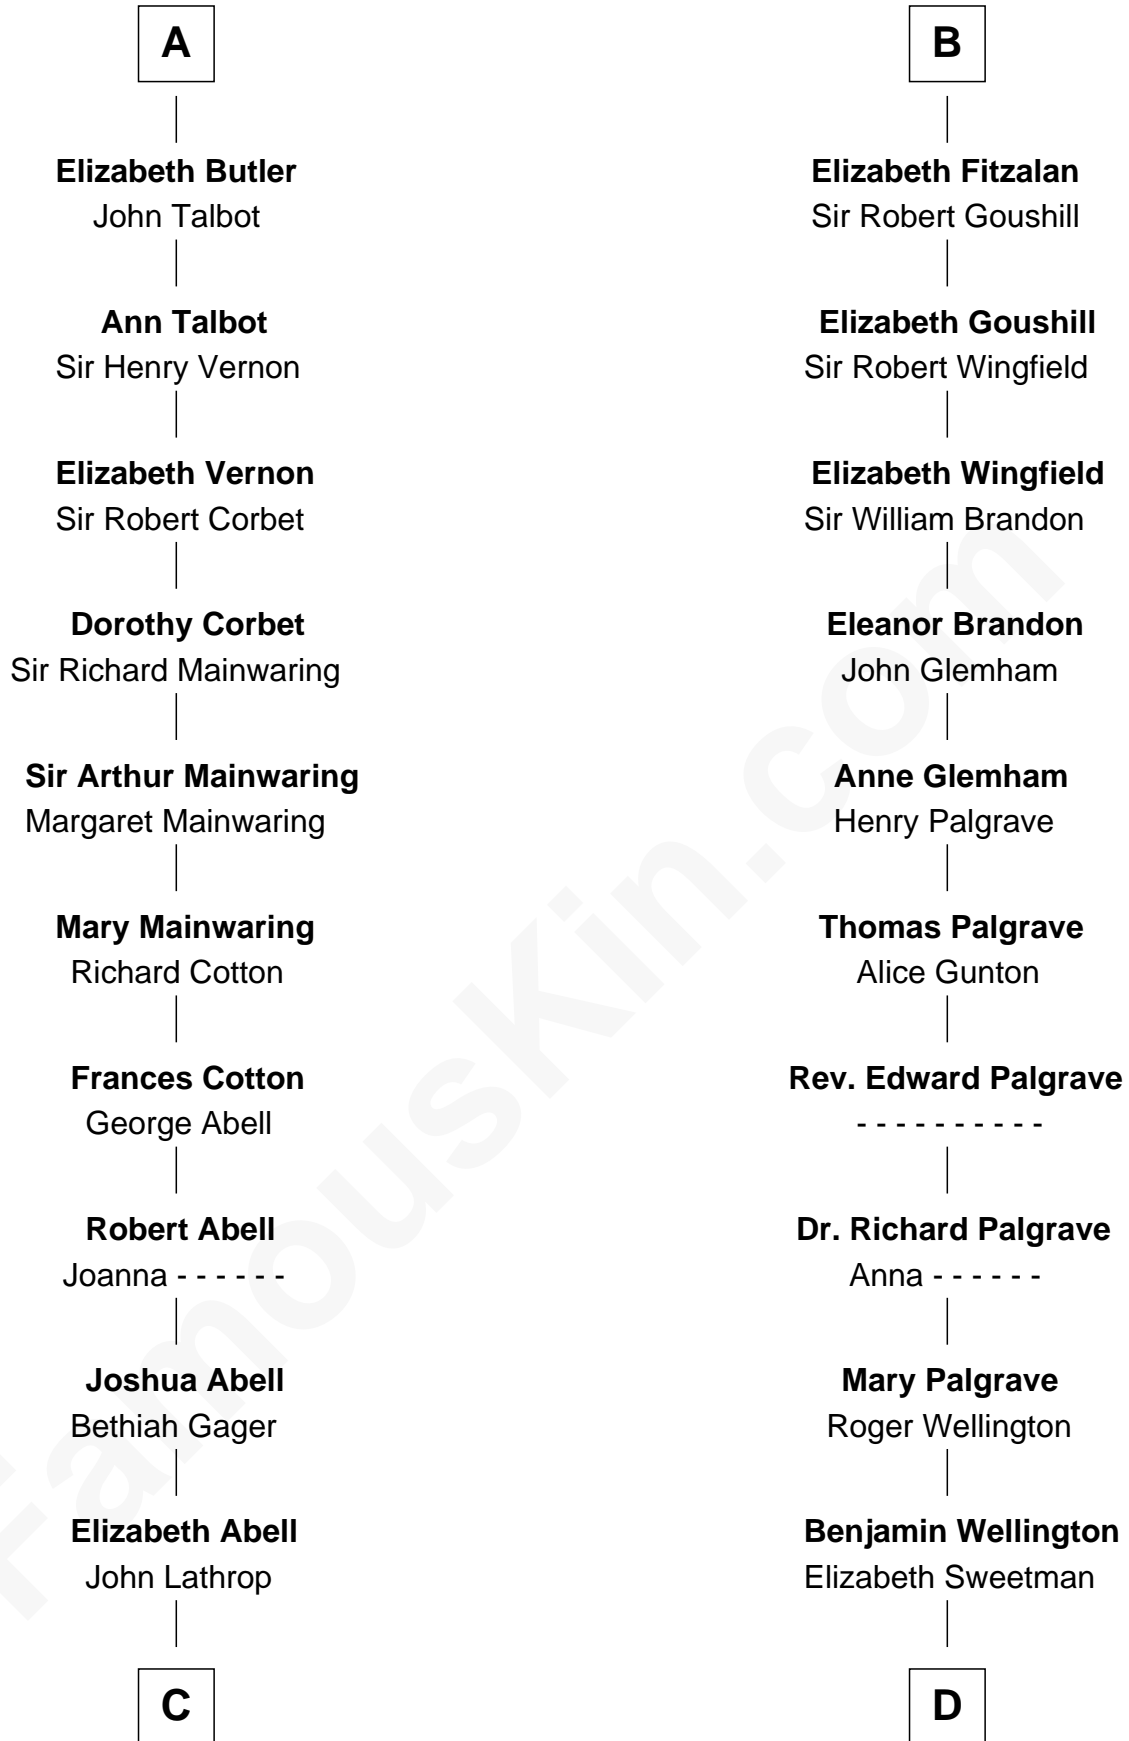 A
Elizabeth Butler
John Talbot
Ann Talbot
Sir Henry Vernon
Elizabeth Vernon
Sir Robert Corbet
Dorothy Corbet
Sir Richard Mainwaring
Sir Arthur Mainwaring
Margaret Mainwaring
Mary Mainwaring
Richard Cotton
Frances Cotton
George Abell
Robert Abell
Joanna - - - - - -
Joshua Abell
Bethiah Gager
Elizabeth Abell
John Lathrop
C
B
Elizabeth Fitzalan
Sir Robert Goushill
Elizabeth Goushill
Sir Robert Wingfield
Elizabeth Wingfield
Sir William Brandon
Eleanor Brandon
John Glemham
Anne Glemham
Henry Palgrave
Thomas Palgrave
Alice Gunton
Rev. Edward Palgrave
- - - - - - - - - -
Dr. Richard Palgrave
Anna - - - - - -
Mary Palgrave
Roger Wellington
Benjamin Wellington
Elizabeth Sweetman
D
FamousKin.com